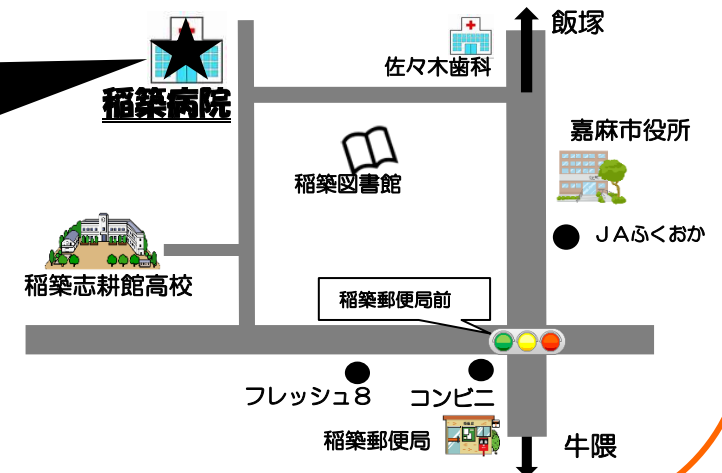 飯塚
佐々木歯科
稲築病院
嘉麻市役所
稲築図書館
JAふくおか
稲築志耕館高校
稲築郵便局前
フレッシュ8
コンビニ
稲築郵便局
牛隈